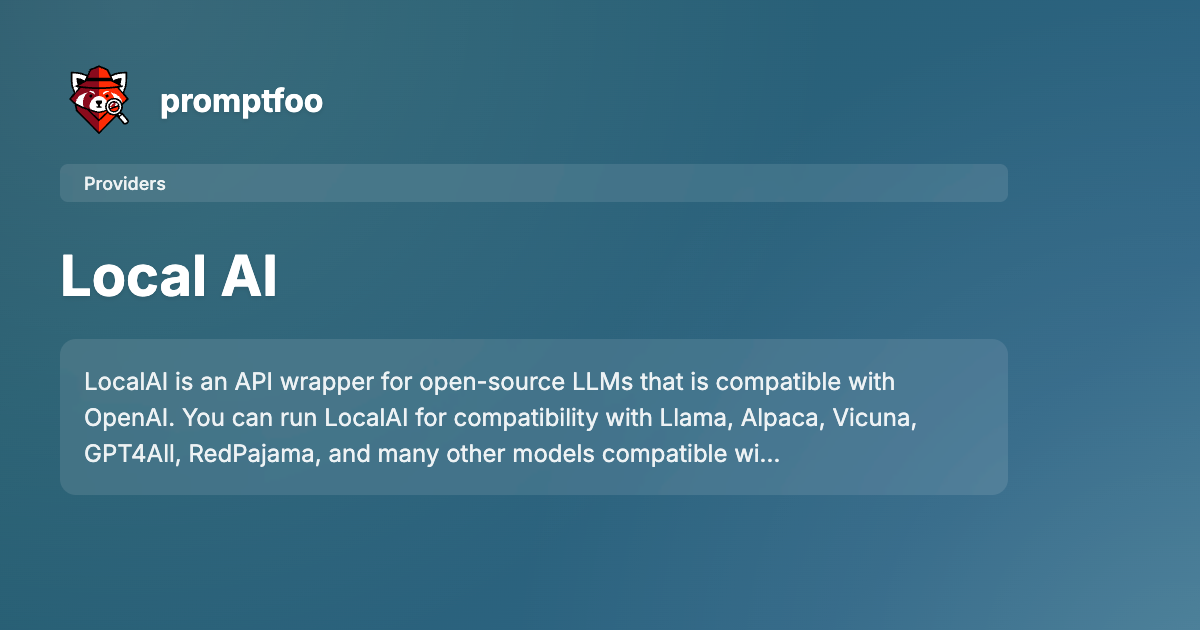 promptfoo
Providers
Local AI
LocalAI is an API wrapper for open-source LLMs that is compatible with
OpenAI. You can run LocalAI for compatibility with Llama, Alpaca, Vicuna,
GPT4All, RedPajama, and many other models compatible wi...